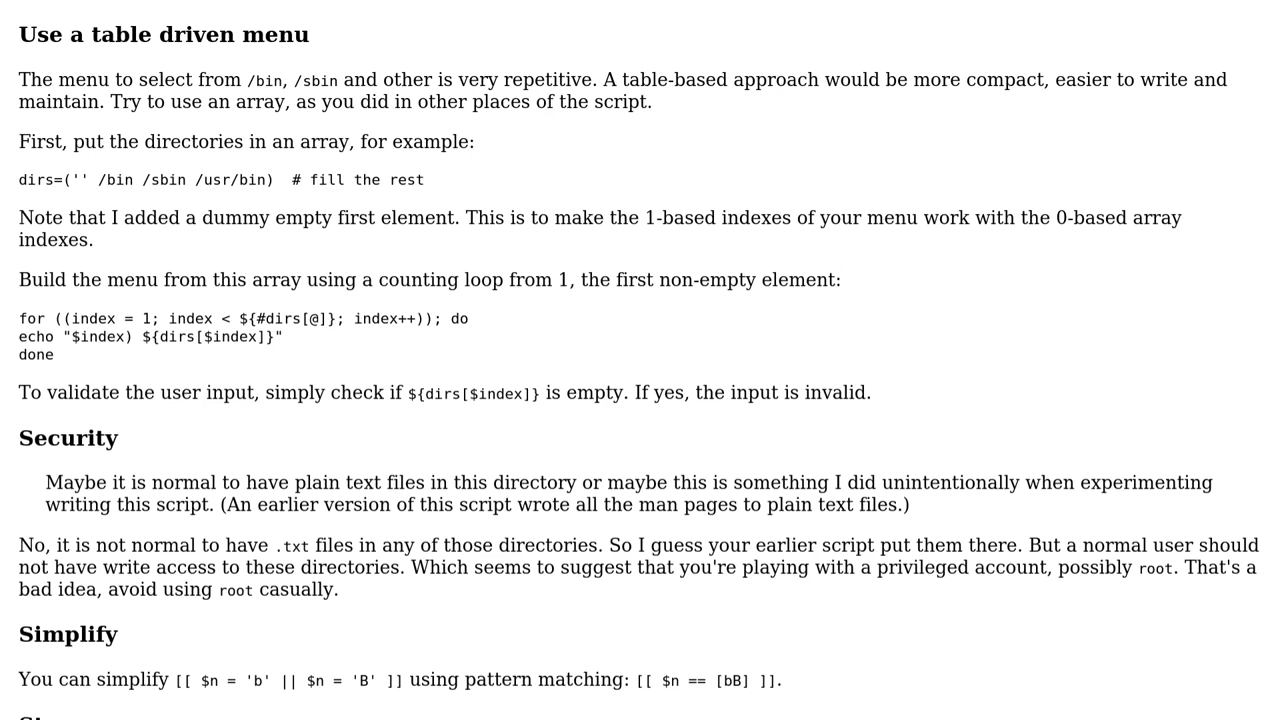 Use a table driven menu
The menu to select from /bin, /sbin and other is very repetitive. A table-based approach would be more compact, easier to write and
maintain. Try to use an array, as you did in other places of the script.
First, put the directories in an array, for example:
dirs=('' /bin /sbin /usr/bin)  # fill the rest
Note that I added a dummy empty first element. This is to make the 1-based indexes of your menu work with the 0-based array
indexes.
Build the menu from this array using a counting loop from 1, the first non-empty element:
for ((index = 1; index < ${#dirs[@]}; index++)); do
echo "$index) ${dirs[$index]}"
done
To validate the user input, simply check if ${dirs[$index]} is empty. If yes, the input is invalid.
Security
Maybe it is normal to have plain text files in this directory or maybe this is something I did unintentionally when experimenting
writing this script. (An earlier version of this script wrote all the man pages to plain text files.)
No, it is not normal to have .txt files in any of those directories. So I guess your earlier script put them there. But a normal user should
not have write access to these directories. Which seems to suggest that you're playing with a privileged account, possibly root. That's a
bad idea, avoid using root casually.
Simplify
You can simplify [[ $n = 'b' || $n = 'B' ]] using pattern matching: [[ $n == [bB] ]].